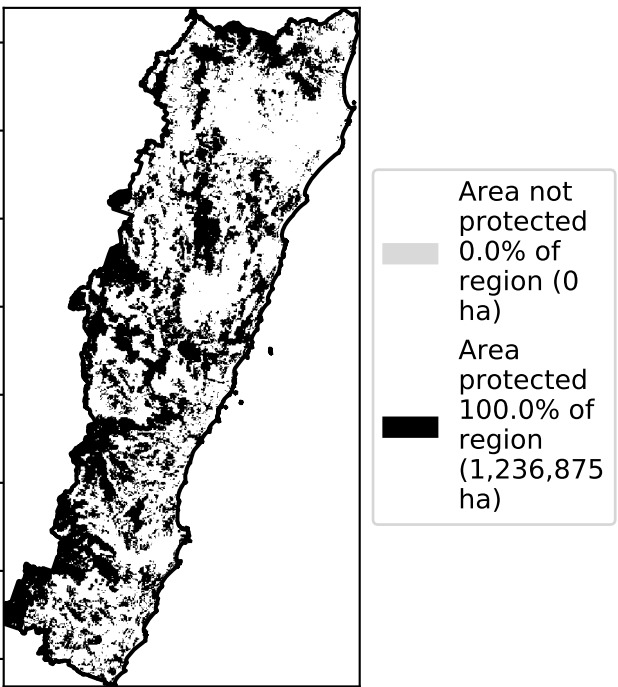 Area not
protected
0.0% of
region (0
ha)
Area
protected
100.0% of
region
(1,236,875
ha)